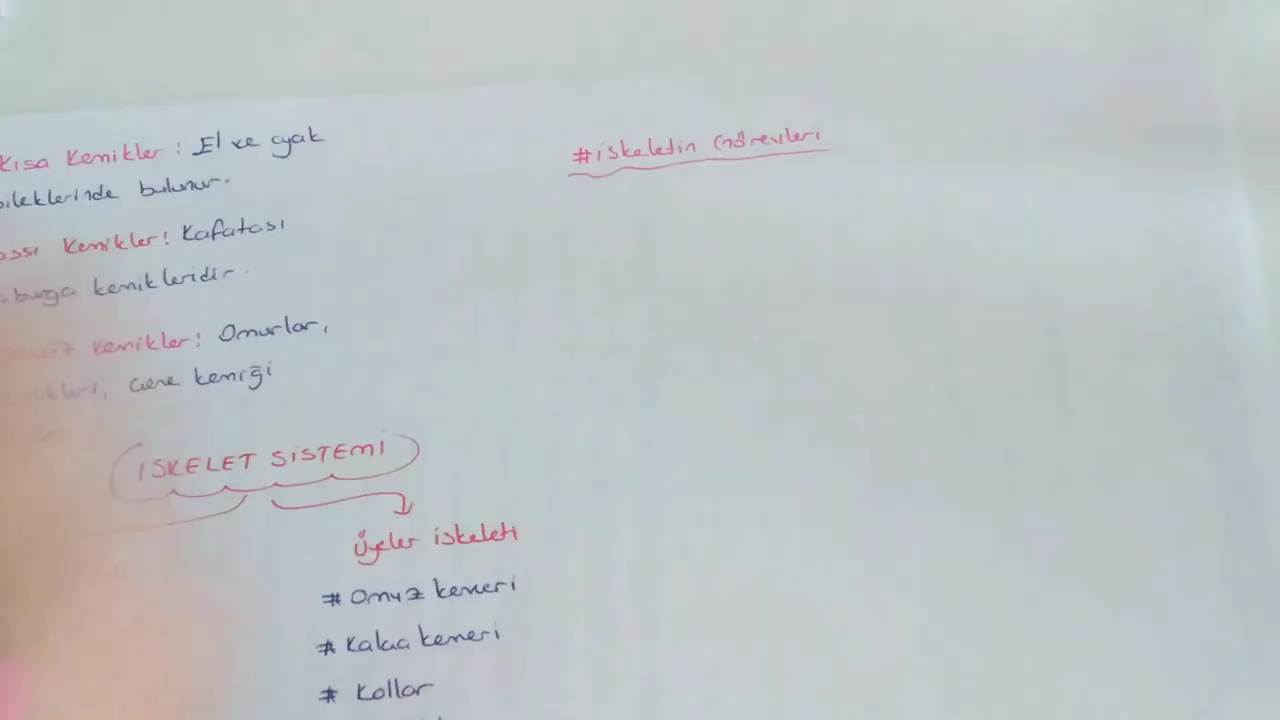 Kısa Kemikler: El ve ayak
bileklerinde bulunur.
Kemikler: Kafatası
kemikleridir.
Kemikler: Omurlar,
Çene kemiği
İSKELET SİSTEMİ
Üyeler iskeleti
# Omuz kemeri
# Kalça kemeri
# Kollar
#iskeletin Görevleri